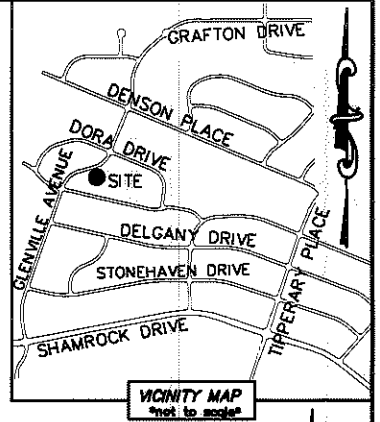 GRAFTON DRIVE
DENSON PLACE
DORA DRIVE
SITE
GLENVILLE AVENUE
DELGANY DRIVE
STONEHAVEN DRIVE
TIPPERARY PLACE
SHAMROCK DRIVE
VICINITY MAP
*not to scale*